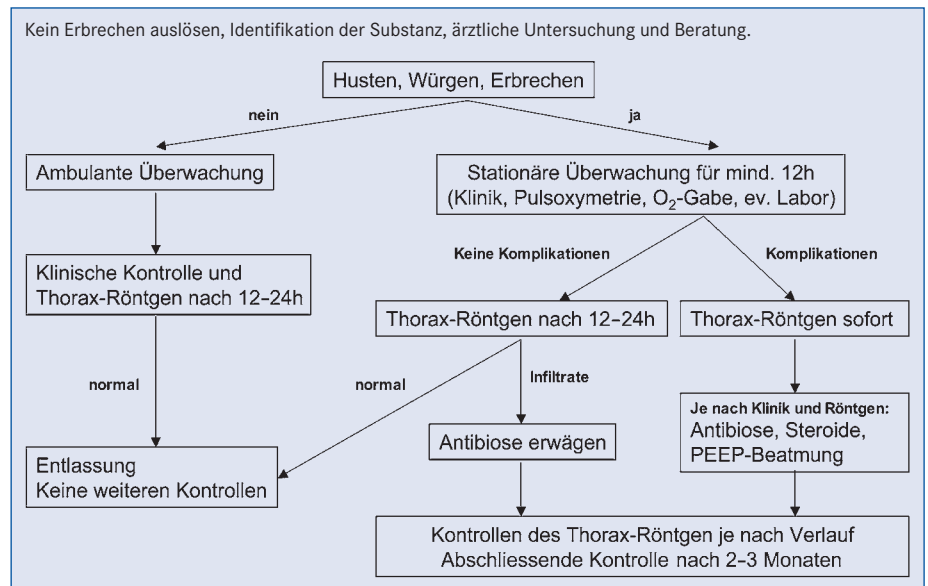 Kein Erbrechen auslösen, Identifikation der Substanz, ärztliche Untersuchung und Beratung.
Husten, Würgen, Erbrechen
nein
ja
Ambulante Überwachung
Stationäre Überwachung für mind. 12h
(Klinik, Pulsoxymetrie, O₂-Gabe, ev. Labor)
Keine Komplikationen
Komplikationen
Klinische Kontrolle und
Thorax-Röntgen nach 12–24h
Thorax-Röntgen nach 12–24h
Thorax-Röntgen sofort
normal
normal
Infiltrate
Je nach Klinik und Röntgen:
Antibiose, Steroide,
PEEP-Beatmung
Antibiose erwägen
Entlassung
Keine weiteren Kontrollen
Kontrollen des Thorax-Röntgen je nach Verlauf
Abschliessende Kontrolle nach 2–3 Monaten